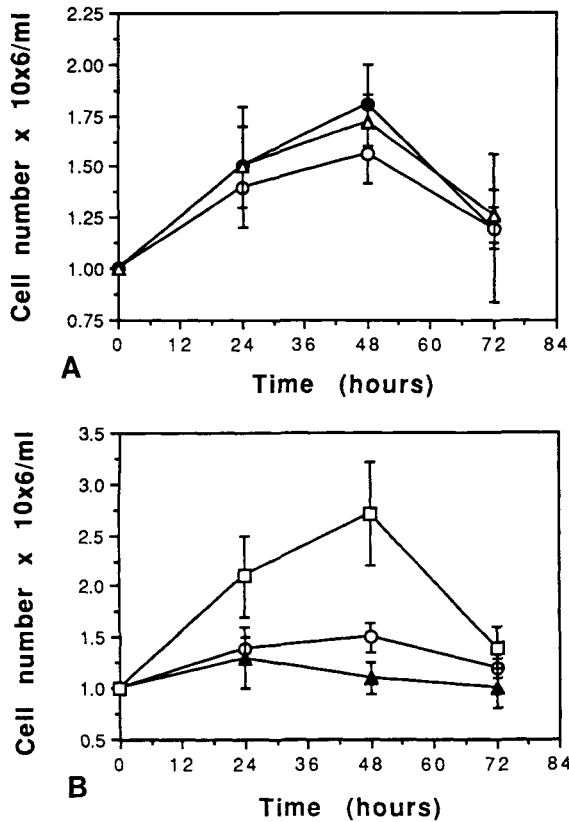 Cell number x 10x6/ml
2.25
2.00
1.75
1.50
1.25
1.00
0.75
0 12 24 36 48 60 72 84
A
Time (hours)
Cell number x 10x6/ml
3.5
3.0
2.5
2.0
1.5
1.0
0.5
0 12 24 36 48 60 72 84
B
Time (hours)